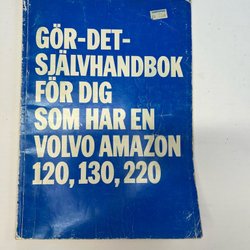 GÖR-DET-
SJÄLVHANDBOK
FÖR DIG
SOM HAR EN
VOLVO AMAZON
120, 130, 220